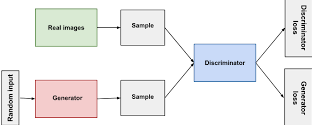 Real images
Sample
Discriminator
loss
Discriminator
Random input
Generator
Sample
Generator
loss